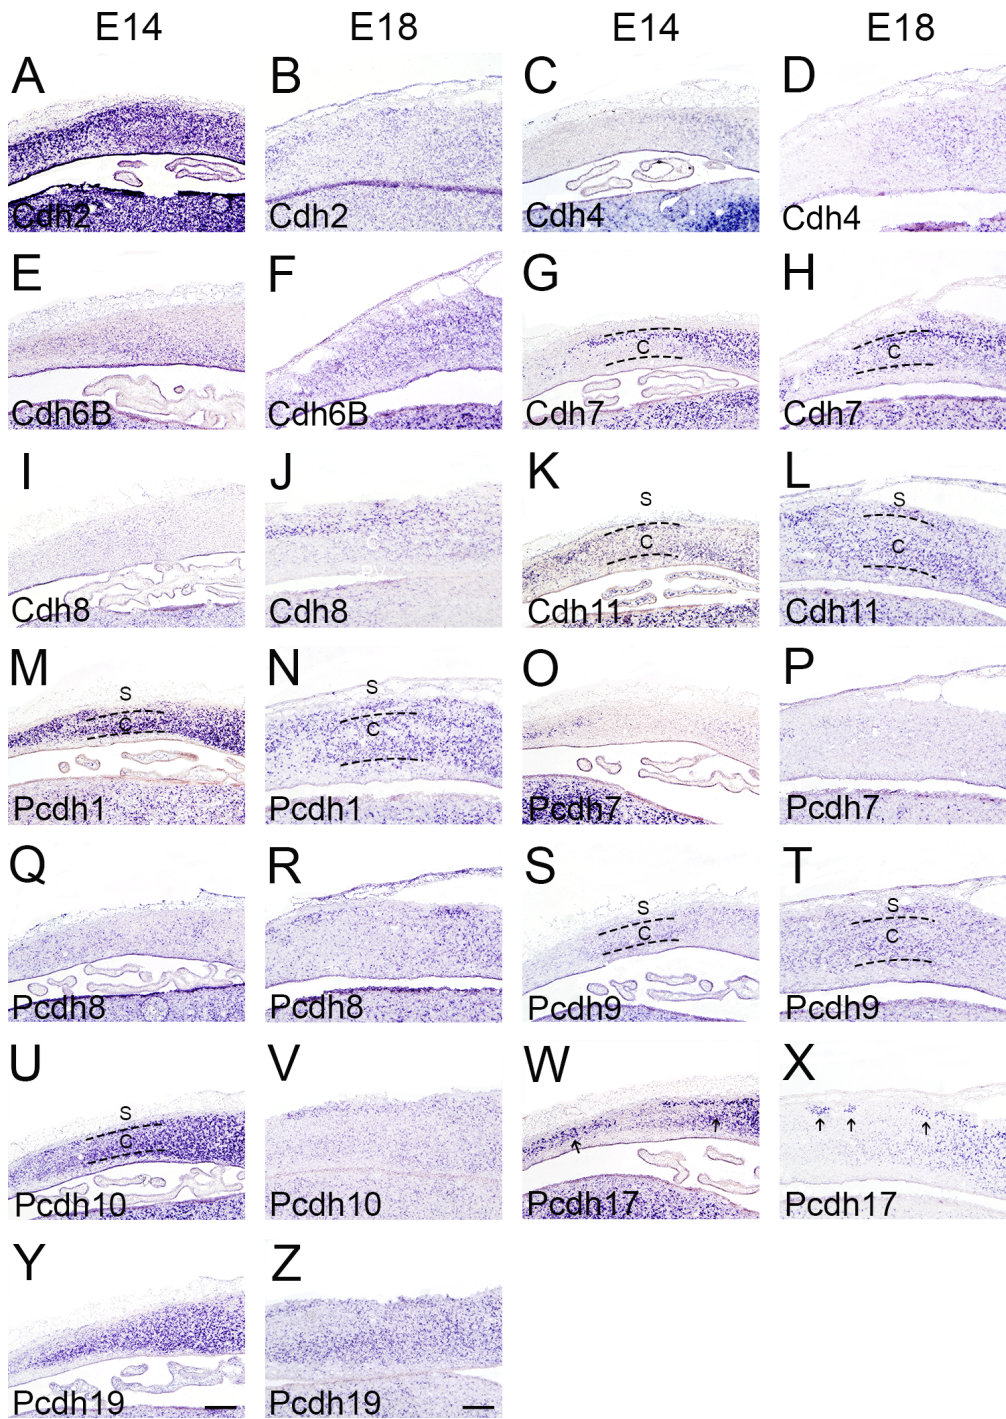 E14 E18 E14 E18
A B C D
Cdh2 Cdh2 Cdh4 Cdh4
E F G H
C C
Cdh6B Cdh6B Cdh7 Cdh7
I J K L
S S
C C
Cdh8 Cdh8 Cdh11 Cdh11
M N O P
S S
C C
Pcdh1 Pcdh1 Pcdh7 Pcdh7
Q R S T
S S
C C
Pcdh8 Pcdh8 Pcdh9 Pcdh9
U V W X
S
C
Pcdh10 Pcdh10 Pcdh17 Pcdh17
Y Z
Pcdh19 Pcdh19